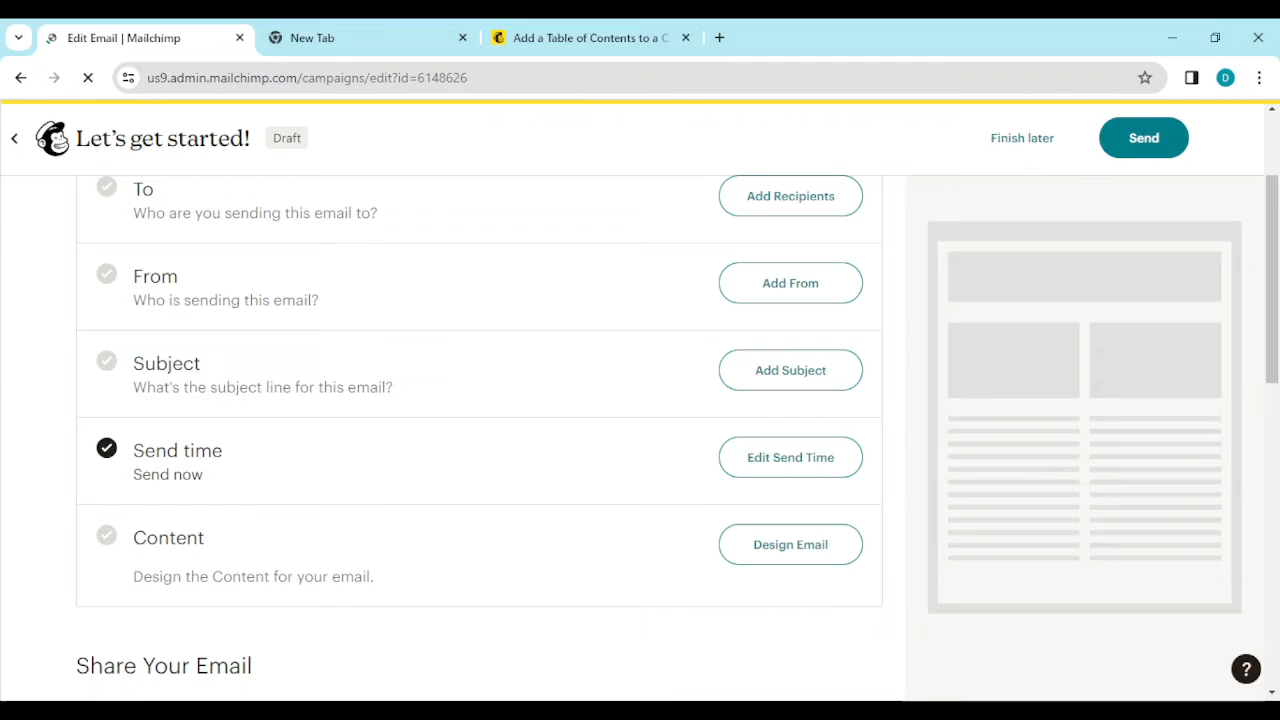 Edit Email | Mailchimp
New Tab
Add a Table of Contents to a C
us9.admin.mailchimp.com/campaigns/edit?id=6148626
D
Let's get started!
Draft
Finish later
Send
To
Who are you sending this email to?
Add Recipients
From
Who is sending this email?
Add From
Subject
What's the subject line for this email?
Add Subject
Send time
Send now
Edit Send Time
Content
Design the Content for your email.
Design Email
Share Your Email
?